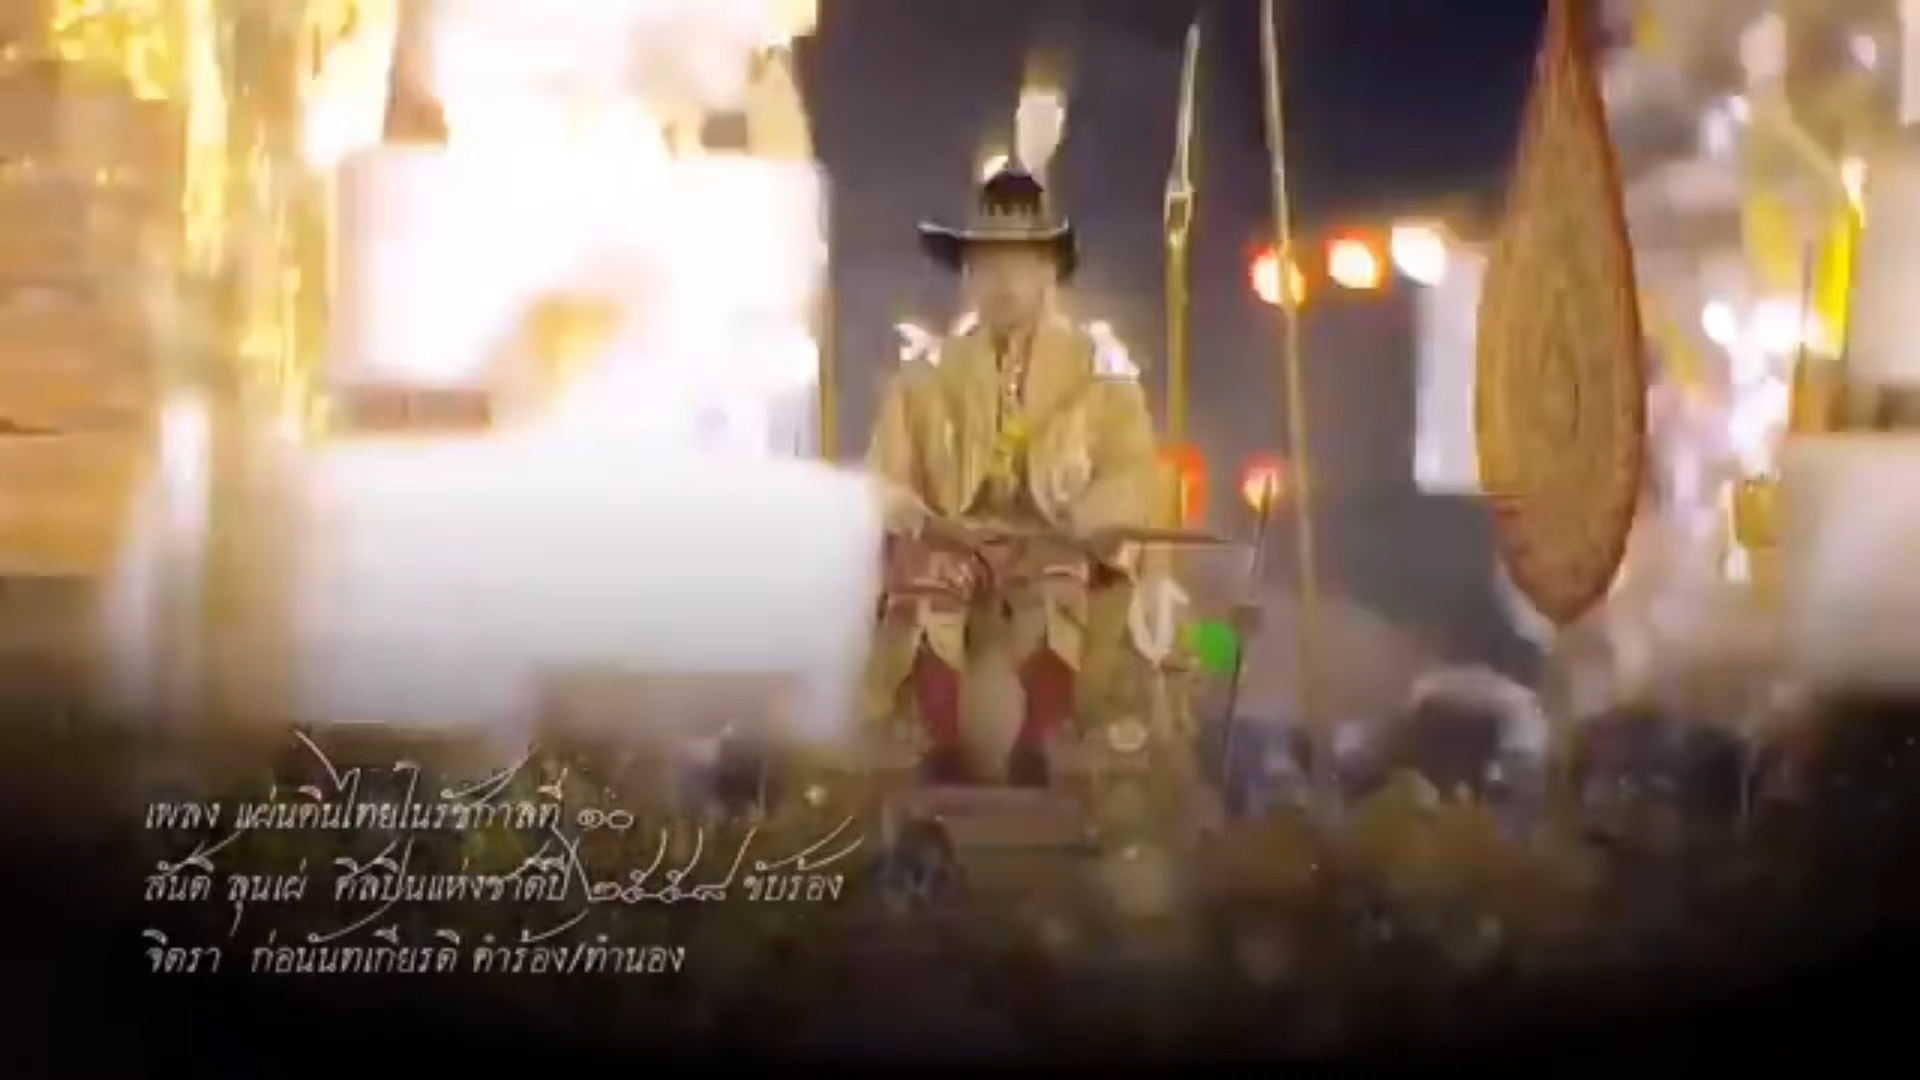 เพลง แผ่นดินไทยในรัชกาลที่ ๑๐
สันติ ลุนเผ่ ศิลปินแห่งชาติปี ๒๕๕๘ ขับร้อง
จิตรา ก่อนันทเกียรติ คำร้อง/ทำนอง